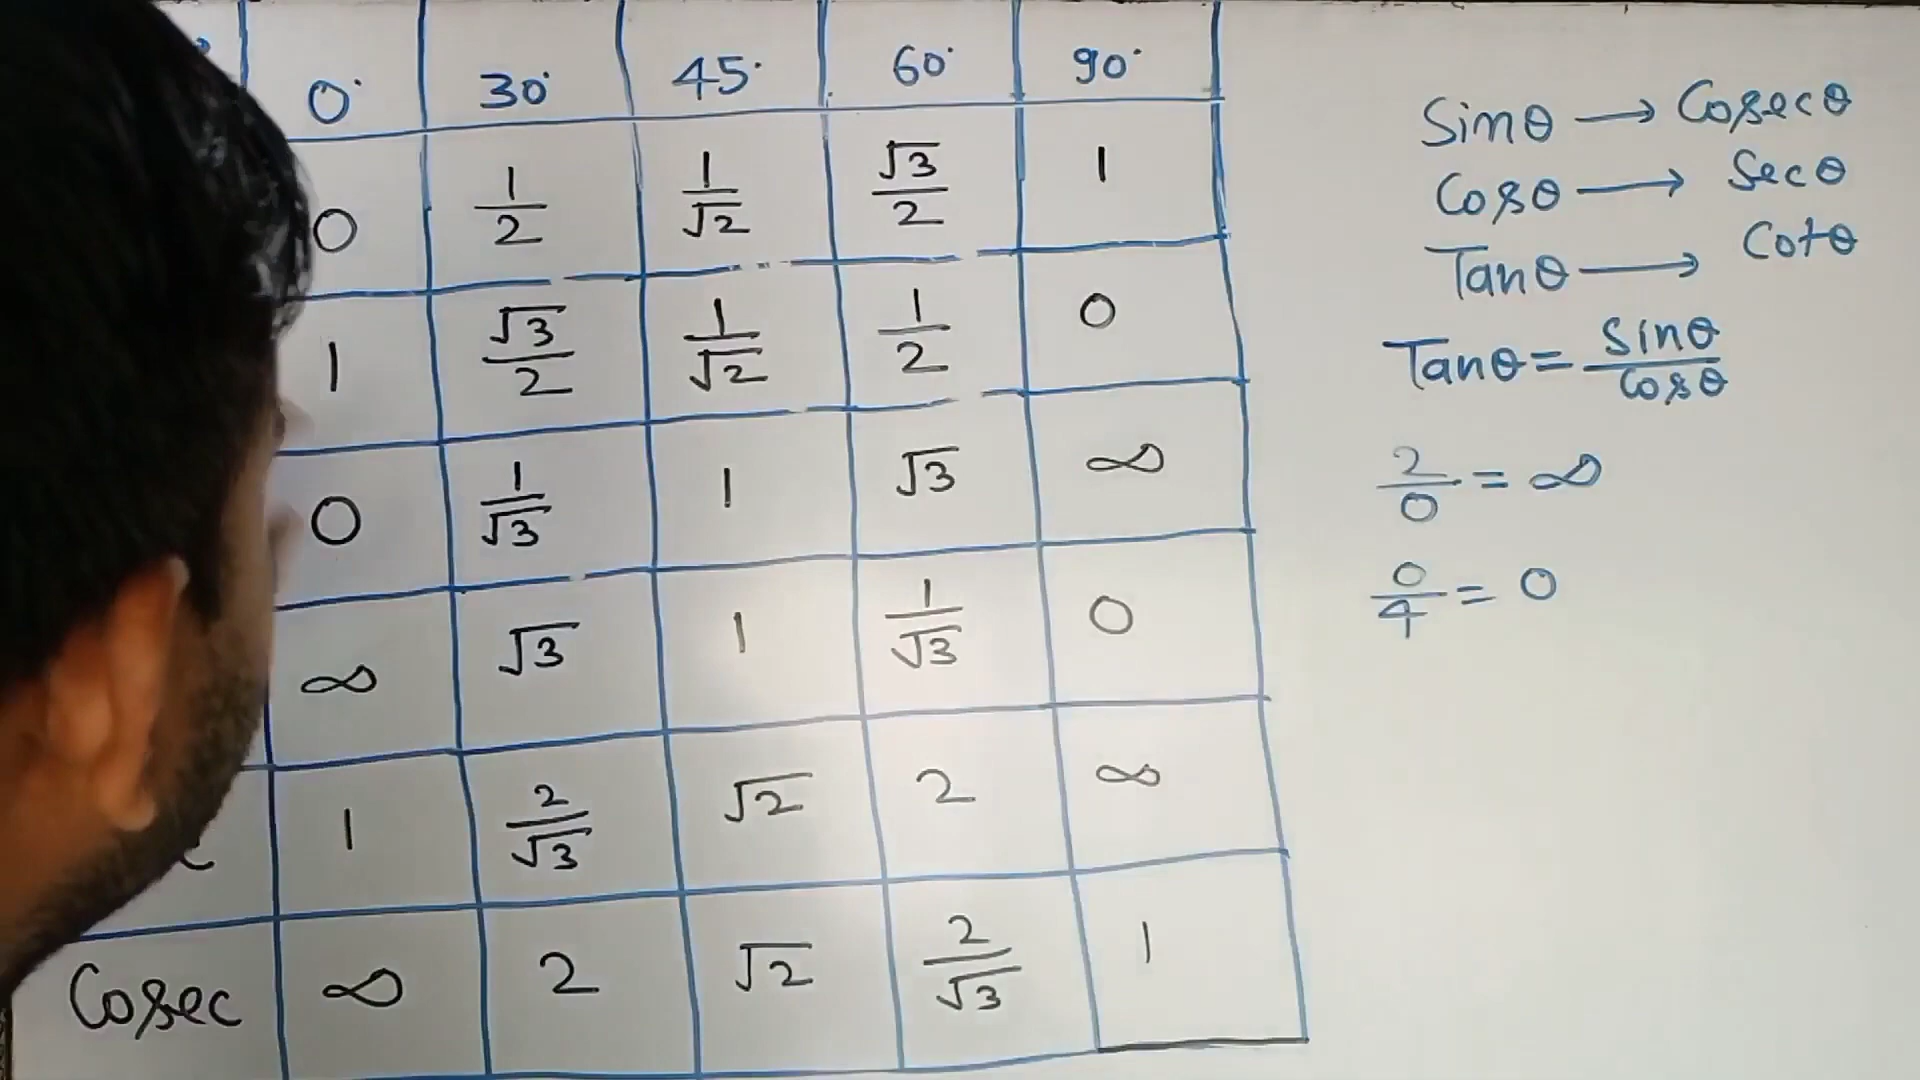 0° 30° 45° 60° 90°
0 1/2 1/√2 √3/2 1
1 √3/2 1/√2 1/2 0
0 1/√3 1 √3 ∞
∞ √3 1 1/√3 0
1 2/√3 √2 2 ∞
Cosec ∞ 2 √2 2/√3 1
Sinθ → Cosecθ
Cosθ → Secθ
Tanθ → Cotθ
Tanθ = Sinθ/Cosθ
2/0 = ∞
0/4 = 0